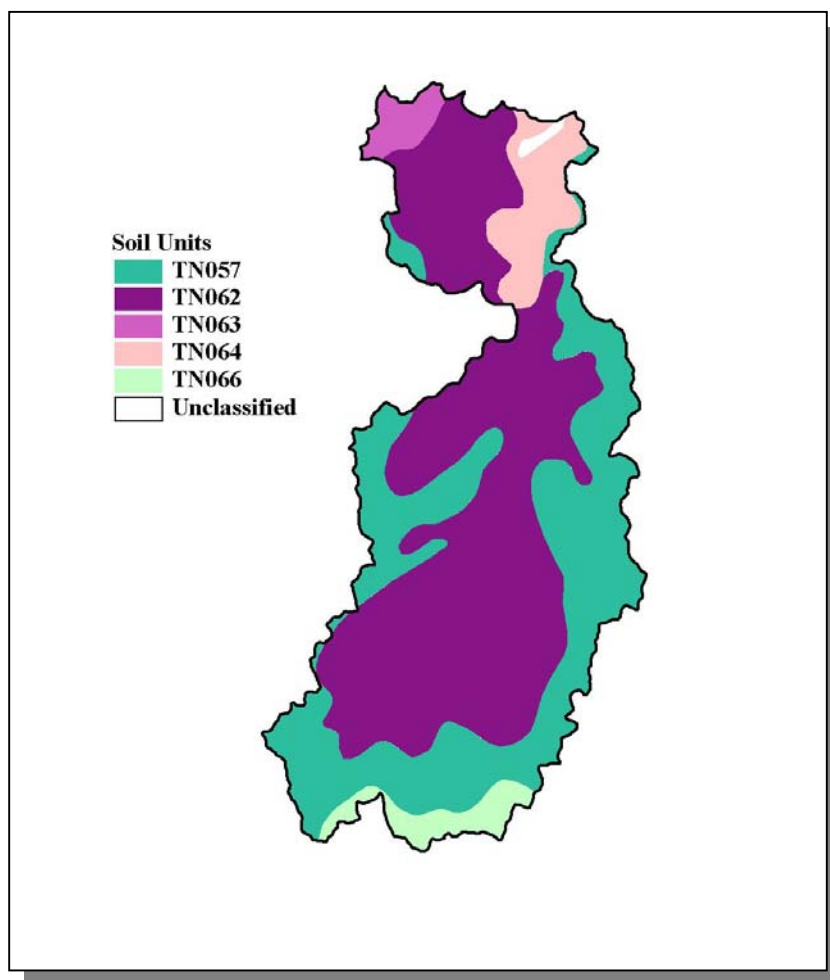 Soil Units
TN057
TN062
TN063
TN064
TN066
Unclassified